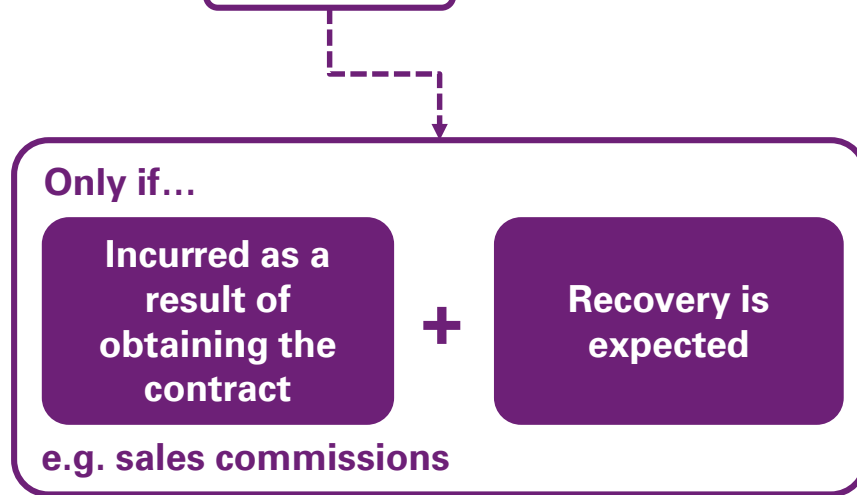 Only if…
Incurred as a
result of
obtaining the
contract
+
Recovery is
expected
e.g. sales commissions